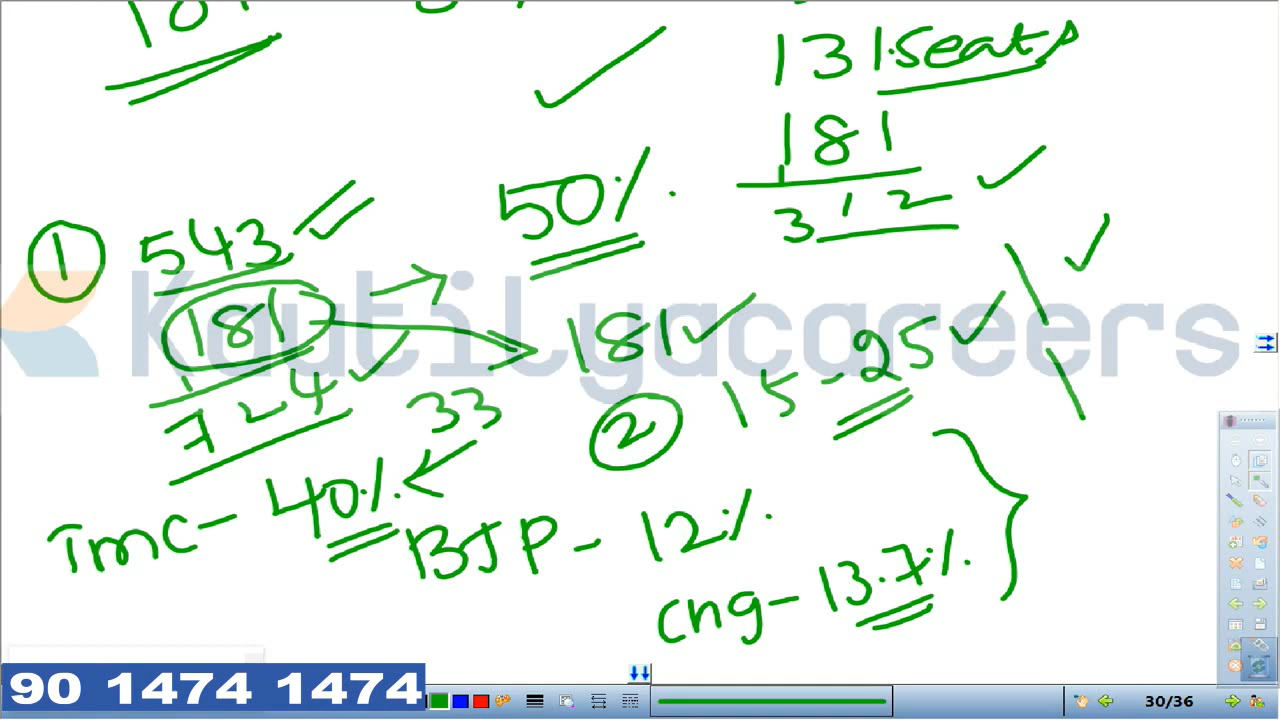 131 Seats
181
312
50%.
① 543
181
724
181
② 15-25
33
Tmc - 40%.
BJP - 12%.
cng - 13.7%.
Kautilyacareers
90 1474 1474
30/36